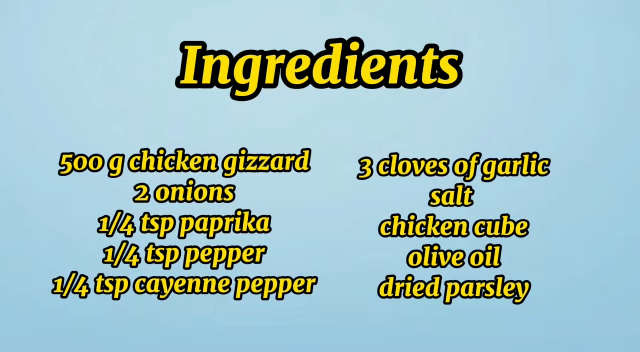 Ingredients
500 g chicken gizzard
2 onions
1/4 tsp paprika
1/4 tsp pepper
1/4 tsp cayenne pepper
3 cloves of garlic
salt
chicken cube
olive oil
dried parsley